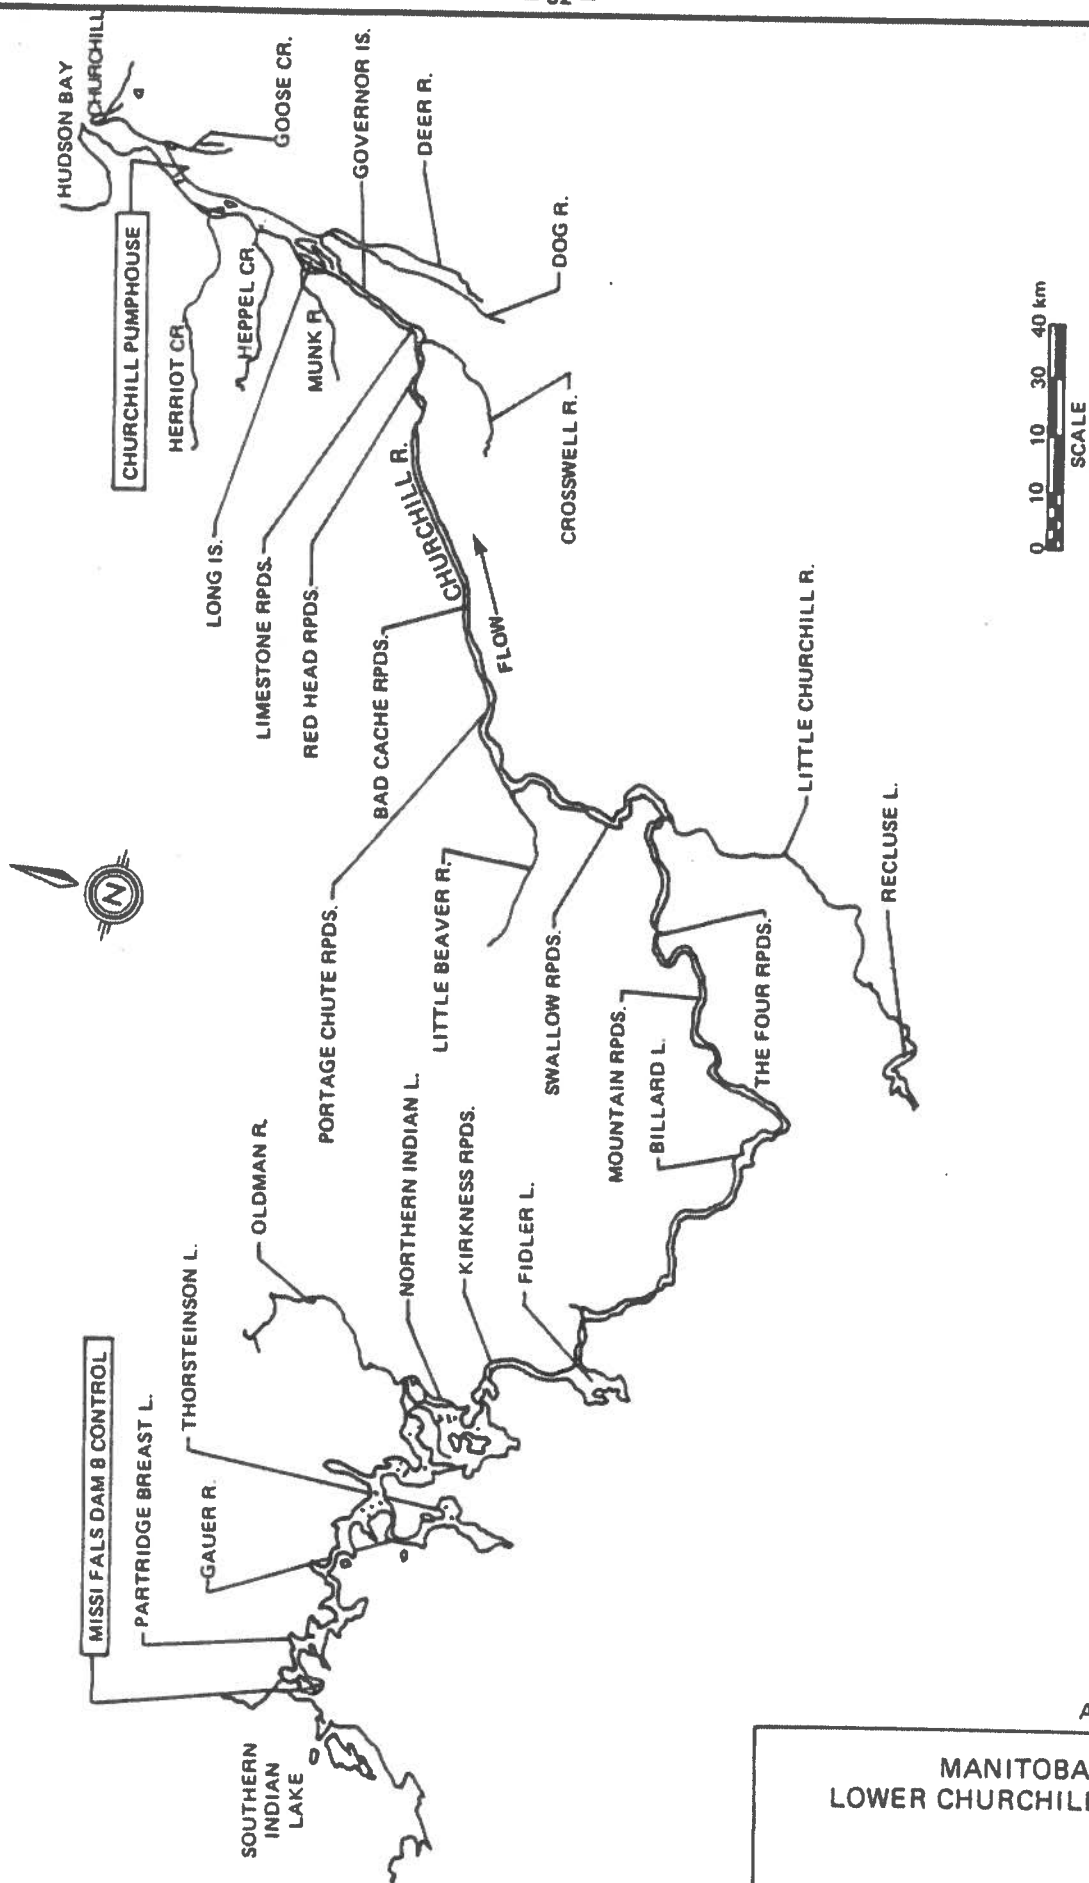 HUDSON BAY
CHURCHILL
CHURCHILL PUMPHOUSE
GOOSE CR.
GOVERNOR IS.
DEER R.
DOG R.
HERRIOT CR.
HEPPEL CR.
MUNK R.
LONG IS.
LIMESTONE RPDS.
RED HEAD RPDS.
CHURCHILL R.
CROSSWELL R.
BAD CACHE RPDS.
FLOW
PORTAGE CHUTE RPDS.
LITTLE BEAVER R.
SWALLOW RPDS.
LITTLE CHURCHILL R.
RECLUSE L.
THE FOUR RPDS.
MOUNTAIN RPDS.
BILLARD L.
N
OLDMAN R.
NORTHERN INDIAN L.
KIRKNESS RPDS.
FIDLER L.
THORSTEINSON L.
MISSI FALS DAM 8 CONTROL
PARTRIDGE BREAST L.
GAUER R.
SOUTHERN
INDIAN
LAKE
0 10 10 30 40 km
SCALE
MANITOBA
LOWER CHURCHILL